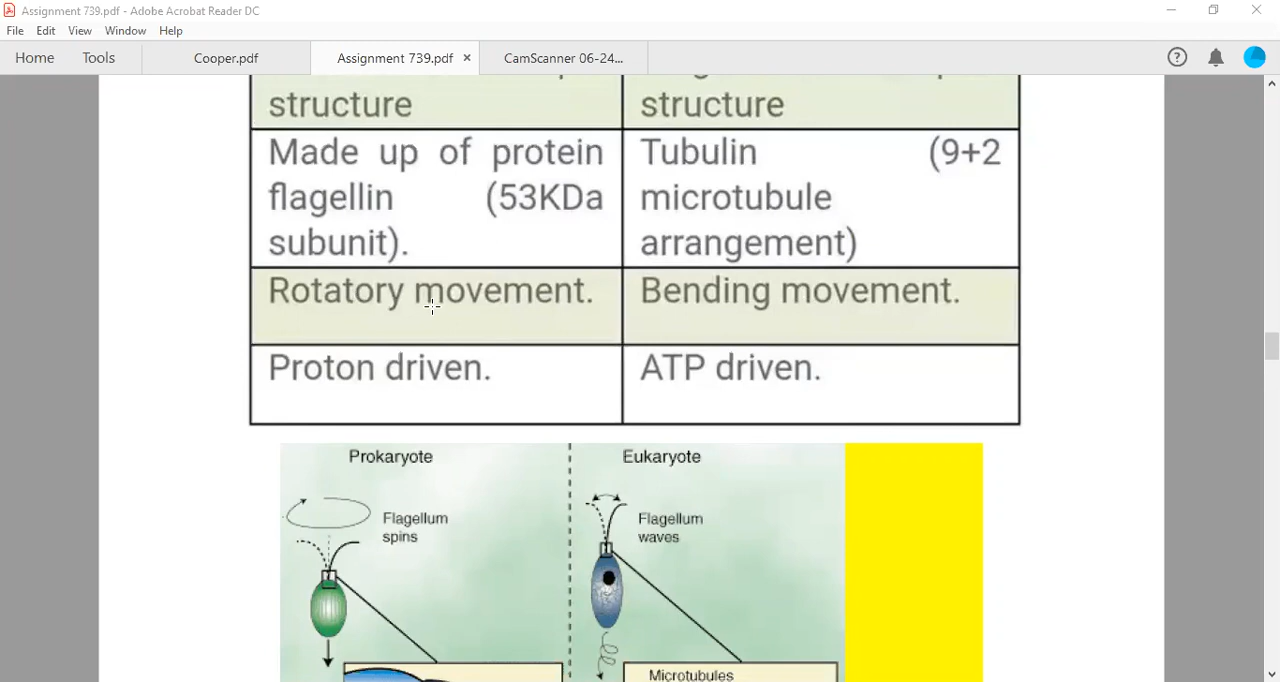 Assignment 739.pdf - Adobe Acrobat Reader DC
File Edit View Window Help
Home Tools Cooper.pdf Assignment 739.pdf × CamScanner 06-24...
structure structure
Made up of protein flagellin (53KDa subunit).
Tubulin (9+2 microtubule arrangement)
Rotatory movement. Bending movement.
Proton driven. ATP driven.
Prokaryote Eukaryote
Flagellum spins
Flagellum waves
Microtubules